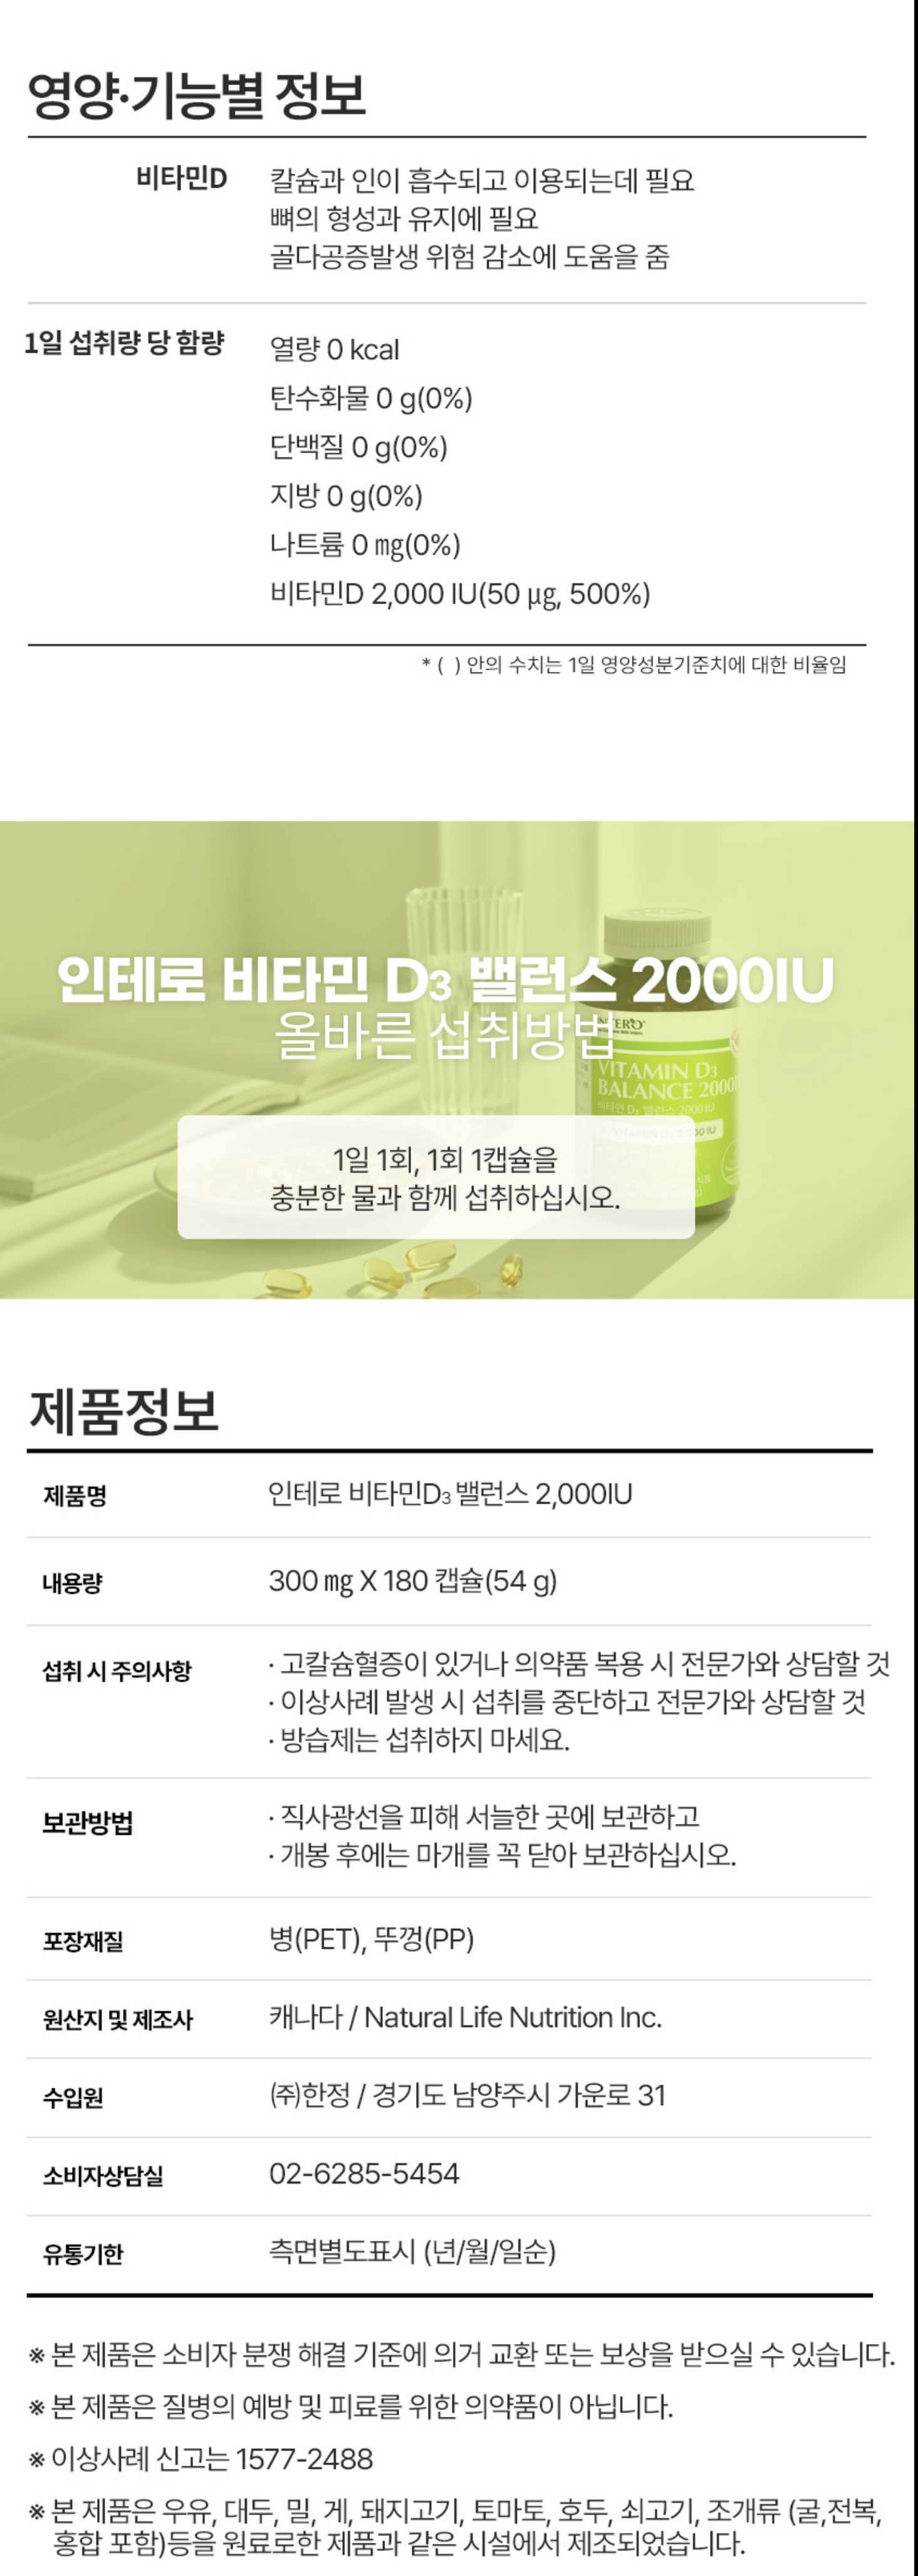 영양·기능별 정보
비타민D
칼슘과 인이 흡수되고 이용되는데 필요
뼈의 형성과 유지에 필요
골다공증발생 위험 감소에 도움을 줌
1일 섭취량 당 함량
열량 0 kcal
탄수화물 0 g(0%)
단백질 0 g(0%)
지방 0 g(0%)
나트륨 0 mg(0%)
비타민D 2,000 IU(50 μg, 500%)
* ( ) 안의 수치는 1일 영양성분기준치에 대한 비율임
인테로 비타민 D3 밸런스 2000IU
올바른 섭취방법
VITAMIN D3
BALANCE 2000
비타민 D3 밸런스 2000 IU
1일 1회, 1회 1캡슐을
충분한 물과 함께 섭취하십시오.
제품정보
제품명 인테로 비타민D3 밸런스 2,000IU
내용량 300 mg X 180 캡슐(54 g)
섭취 시 주의사항 · 고칼슘혈증이 있거나 의약품 복용 시 전문가와 상담할 것
· 이상사례 발생 시 섭취를 중단하고 전문가와 상담할 것
· 방습제는 섭취하지 마세요.
보관방법 · 직사광선을 피해 서늘한 곳에 보관하고
· 개봉 후에는 마개를 꼭 닫아 보관하십시오.
포장재질 병(PET), 뚜껑(PP)
원산지 및 제조사 캐나다 / Natural Life Nutrition Inc.
수입원 ㈜한정 / 경기도 남양주시 가운로 31
소비자상담실 02-6285-5454
유통기한 측면별도표시 (년/월/일순)
※ 본 제품은 소비자 분쟁 해결 기준에 의거 교환 또는 보상을 받으실 수 있습니다.
※ 본 제품은 질병의 예방 및 피료를 위한 의약품이 아닙니다.
※ 이상사례 신고는 1577-2488
※ 본 제품은 우유, 대두, 밀, 게, 돼지고기, 토마토, 호두, 쇠고기, 조개류 (굴,전복,
홍합 포함)등을 원료로한 제품과 같은 시설에서 제조되었습니다.